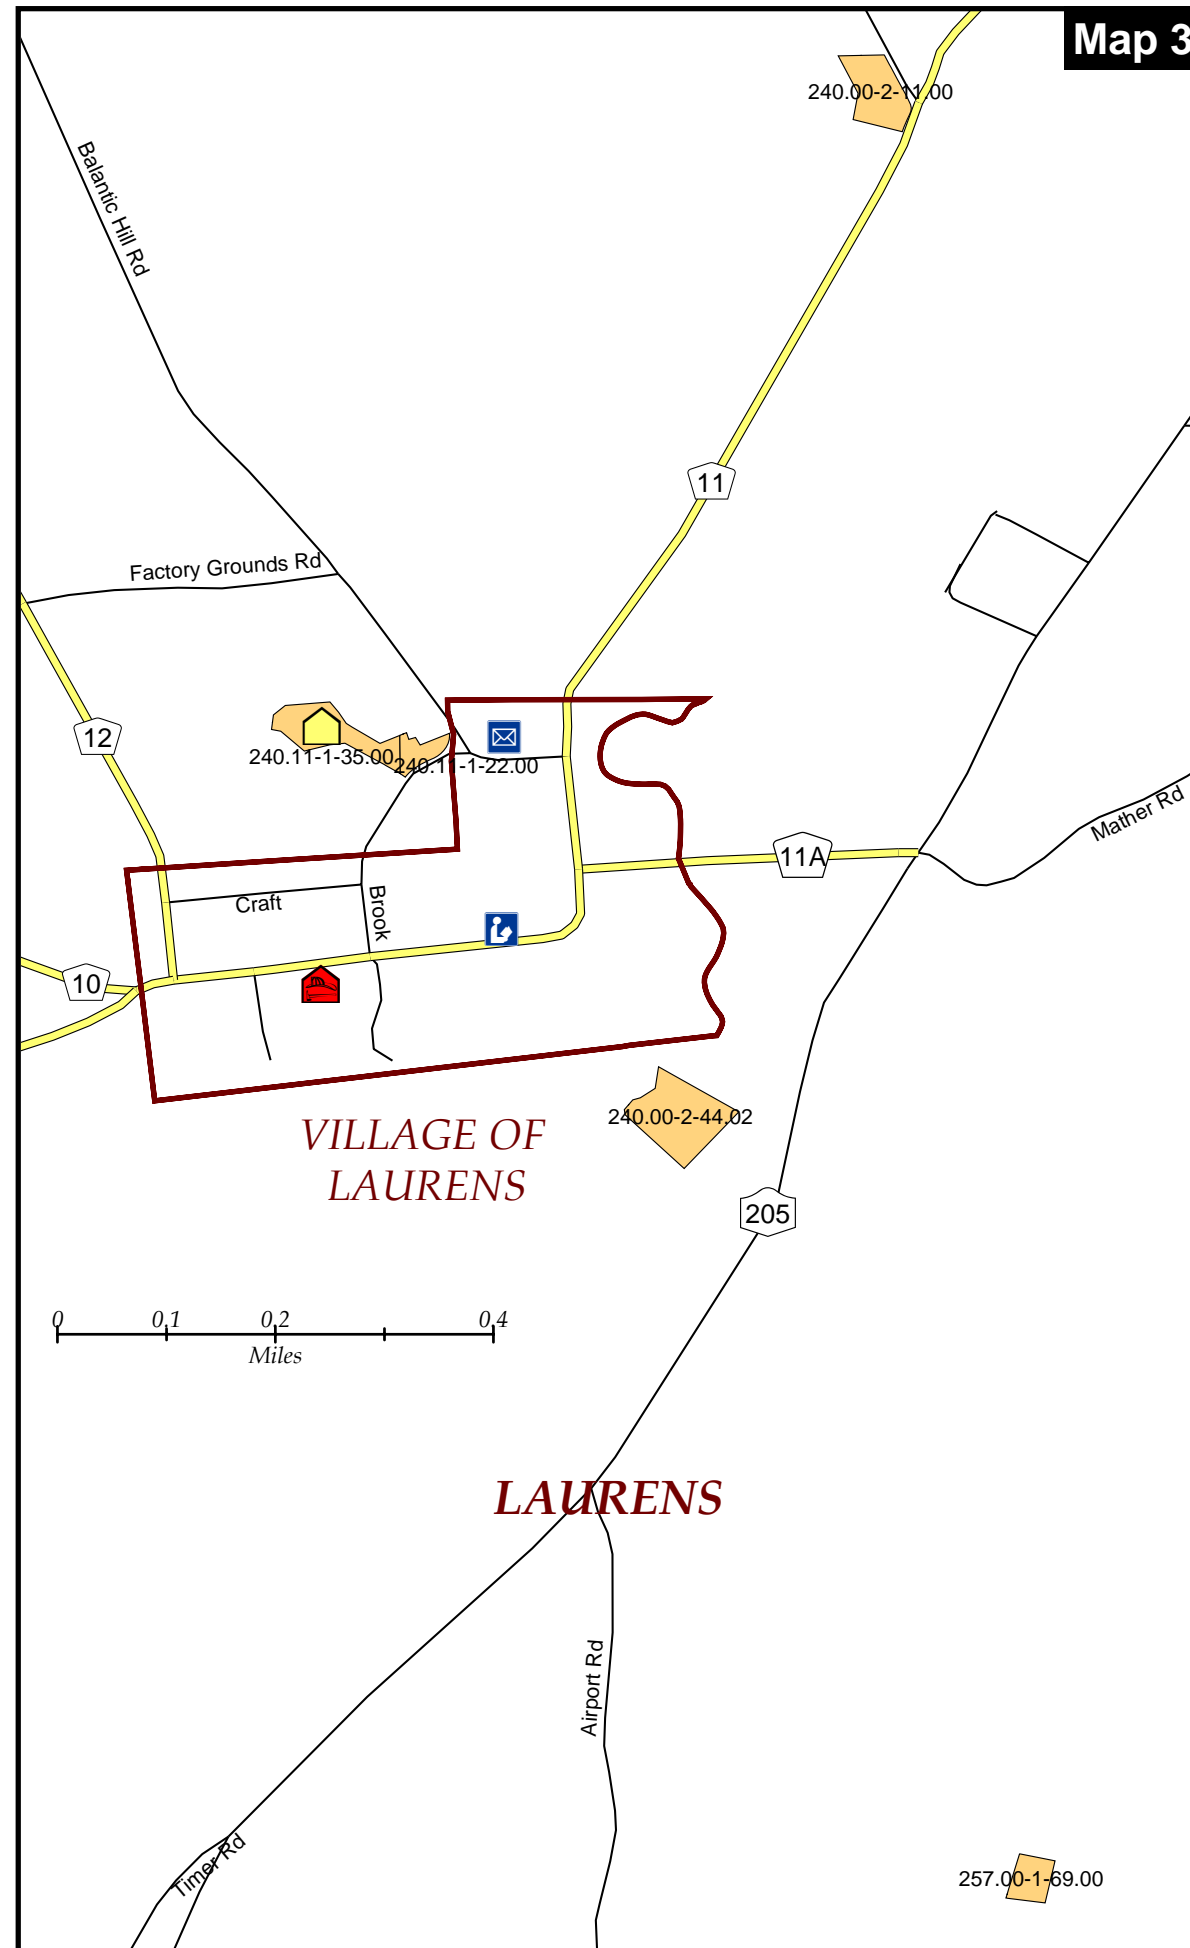 Map 3
240.00-2-11.00
Balantic Hill Rd
11
Factory Grounds Rd
12
240.11-1-35.00
240.11-1-22.00
Mather Rd
11A
Craft
Brook
10
240.00-2-44.02
VILLAGE OF
LAURENS
205
0 0.1 0.2 0.4
Miles
LAURENS
Airport Rd
Timer Rd
257.00-1-69.00